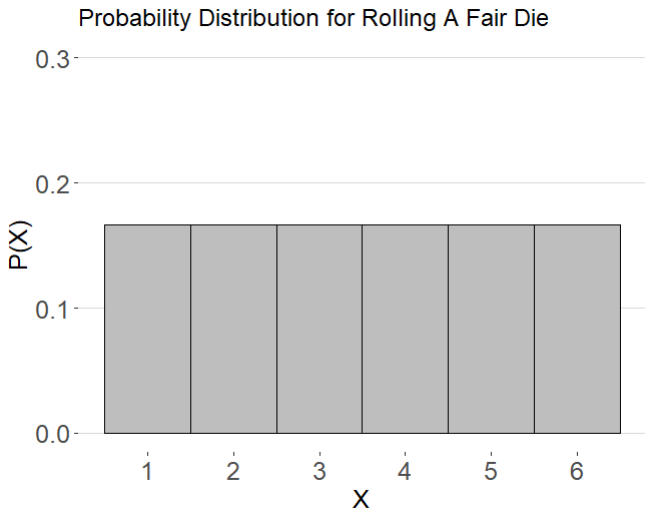 Probability Distribution for Rolling A Fair Die
0.3
0.2
0.1
0.0
P(X)
1 2 3 4 5 6
X